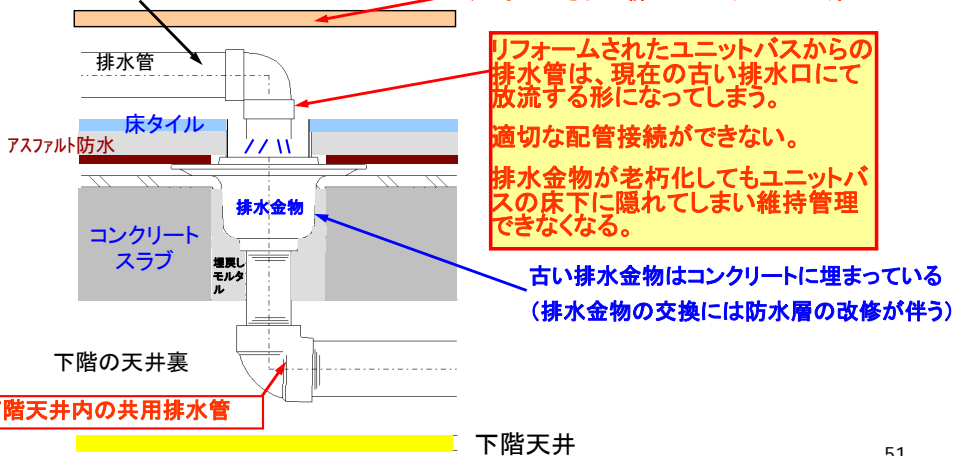 排水管
リフォームされたユニットバスからの
排水管は、現在の古い排水口にて
放流する形になってしまう。
適切な配管接続ができない。
排水金物が老朽化してもユニットバ
スの床下に隠れてしまい維持管理
できなくなる。
床タイル
アスファルト防水
排水金物
コンクリート
スラブ
埋戻し
モルタ
ル
古い排水金物はコンクリートに埋まっている
（排水金物の交換には防水層の改修が伴う）
下階の天井裏
階天井内の共用排水管
下階天井
51